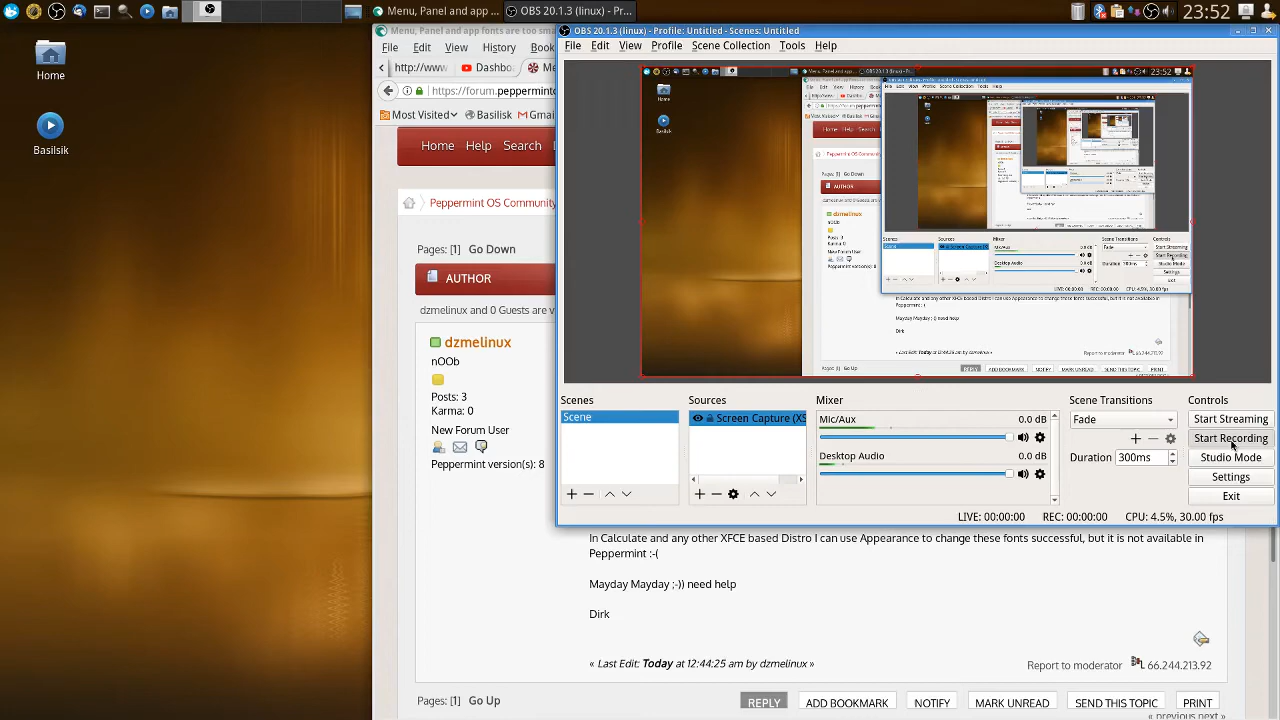 Menu, Panel and app ...
OBS 20.1.3 (linux) - Pr...
23:52
Home
Basilsik
Menu, Panel and app fonts are too small
File Edit View History Book
http://www
Dashbo
Me
https://forum.peppermint
Most Visited
Basilisk
Gmai
Home Help Search
Peppermint OS Community
Pages: [1] Go Down
AUTHOR
dzmelinux and 0 Guests are v
dzmelinux
nOOb
Posts: 3
Karma: 0
New Forum User
Peppermint version(s): 8
OBS 20.1.3 (linux) - Profile: Untitled - Scenes: Untitled
File Edit View Profile Scene Collection Tools Help
Scenes
Scene
Sources
Screen Capture (XS
Mixer
Mic/Aux 0.0 dB
Desktop Audio 0.0 dB
Scene Transitions
Fade
Duration 300ms
Controls
Start Streaming
Start Recording
Studio Mode
Settings
Exit
LIVE: 00:00:00 REC: 00:00:00 CPU: 4.5%, 30.00 fps
In Calculate and any other XFCE based Distro I can use Appearance to change these fonts successful, but it is not available in
Peppermint :-(
Mayday Mayday ;-)) need help
Dirk
« Last Edit: Today at 12:44:25 am by dzmelinux »
Report to moderator 66.244.213.92
Pages: [1] Go Up
REPLY ADD BOOKMARK NOTIFY MARK UNREAD SEND THIS TOPIC PRINT
« previous next »